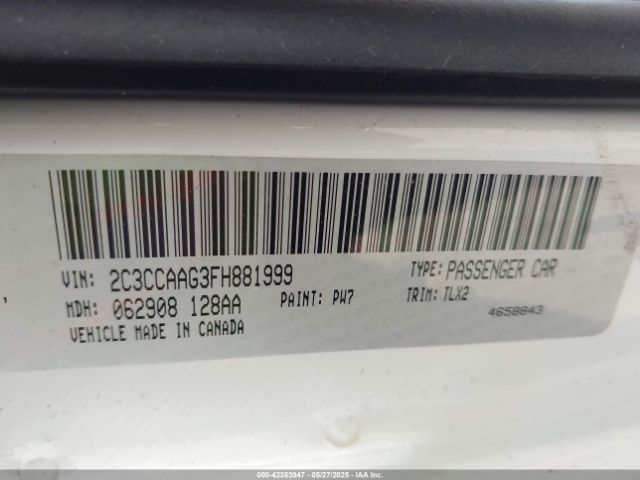 VIN: 2C3CCAAG3FH881999 TYPE: PASSENGER CAR
MDH: 062908 128AA PAINT: PW7 TRIM: TLX2
VEHICLE MADE IN CANADA 4658843
000-42353947 05/27/2025 - IAA Inc.